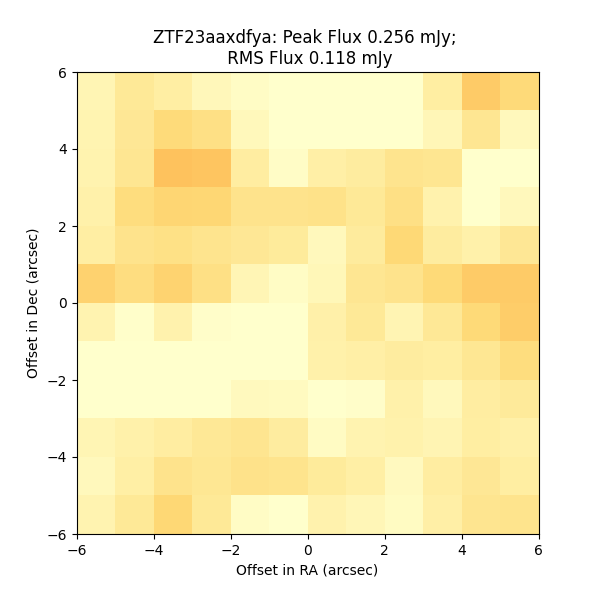 ZTF23aaxdfya: Peak Flux 0.256 mJy;
RMS Flux 0.118 mJy
6
4
2
0
−2
−4
−6
Offset in Dec (arcsec)
−6 −4 −2 0 2 4 6
Offset in RA (arcsec)